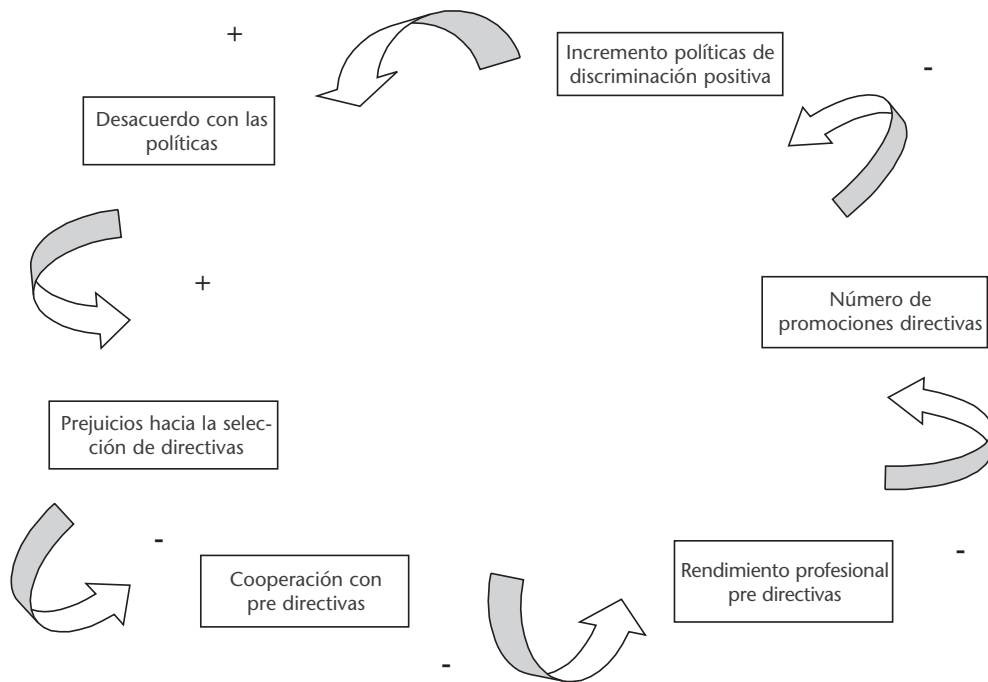 +
Incremento políticas de
discriminación positiva
-
Desacuerdo con las
políticas
+
Número de
promociones directivas
Prejuicios hacia la selec-
ción de directivas
-
Cooperación con
pre directivas
Rendimiento profesional
pre directivas
-
-